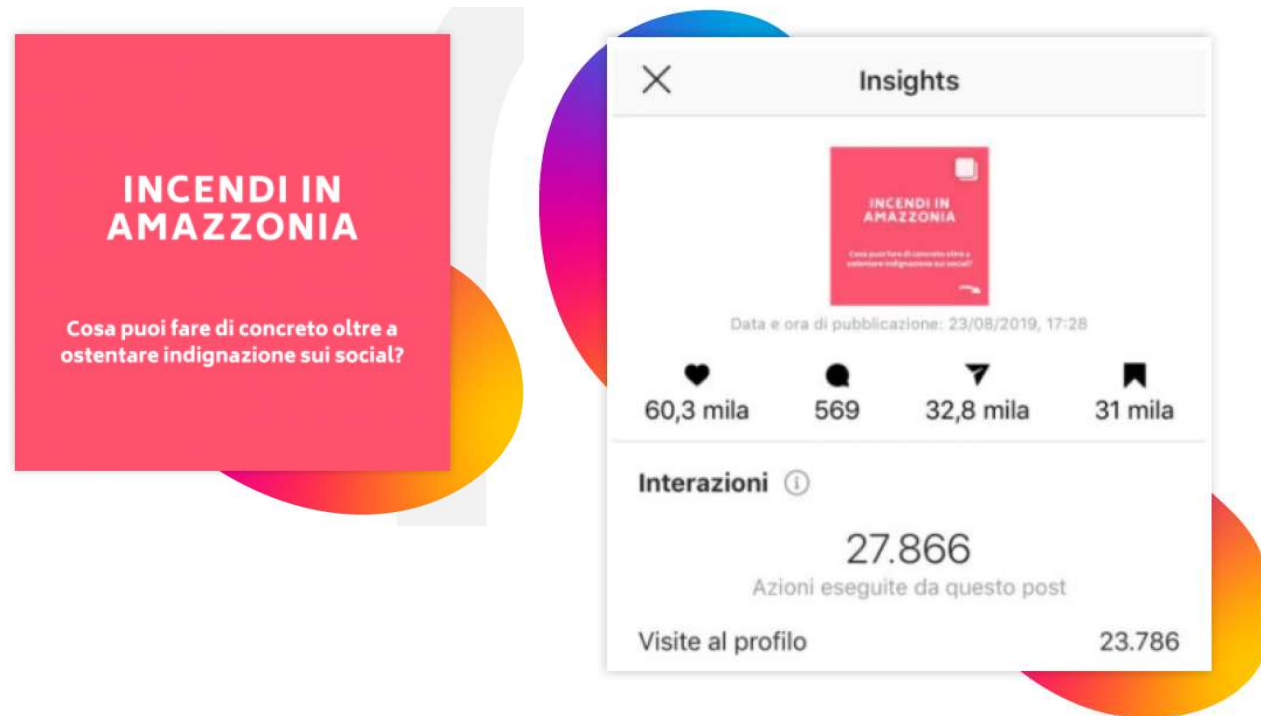 INCENDI IN
AMAZZONIA
Cosa puoi fare di concreto oltre a
ostentare indignazione sui social?
Insights
INCENDI IN
AMAZZONIA
Cosa puoi fare di concreto oltre a
ostentare indignazione sui social?
Data e ora di pubblicazione: 23/08/2019, 17:28
60,3 mila 569 32,8 mila 31 mila
Interazioni
27.866
Azioni eseguite da questo post
Visite al profilo 23.786